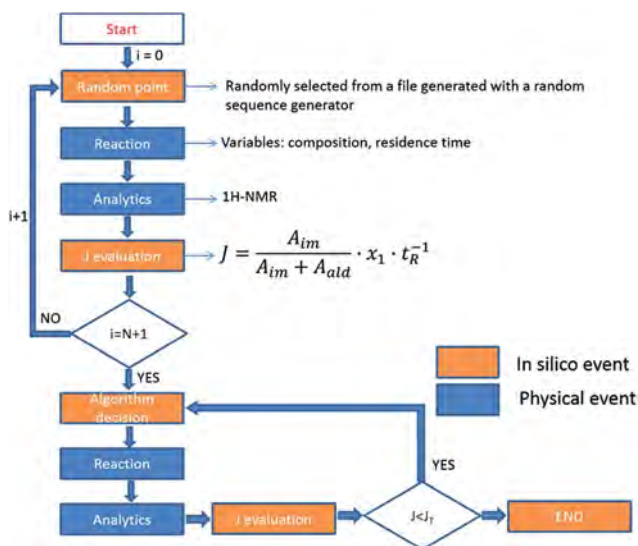 Start
i = 0
Random point
Randomly selected from a file generated with a random
sequence generator
Reaction
Variables: composition, residence time
Analytics
1H-NMR
i+1
J evaluation
J = A_im / (A_im + A_ald) · x_1 · t_R^-1
NO
i=N+1
YES
In silico event
Algorithm
decision
Physical event
Reaction
YES
Analytics
J evaluation
J<J_T
END